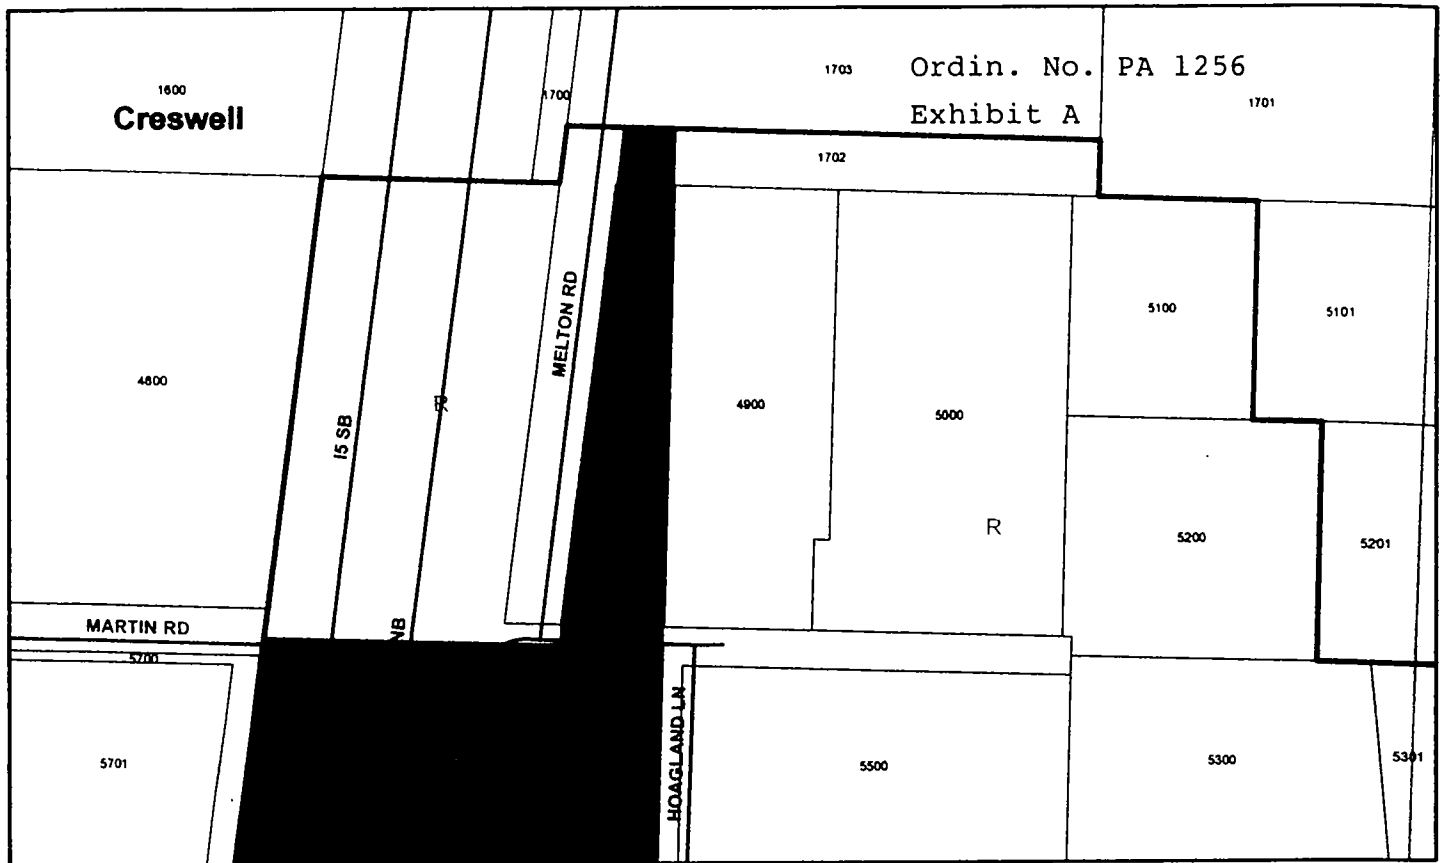 1703
Ordin. No. PA 1256
1600
1700
1701
Creswell
Exhibit A
1702
5100
5101
MELTON RD
4800
4900
R
5000
I5 SB
R
5200
5201
MARTIN RD
NB
5700
HOAGLAND LN
5701
5500
5300
5301